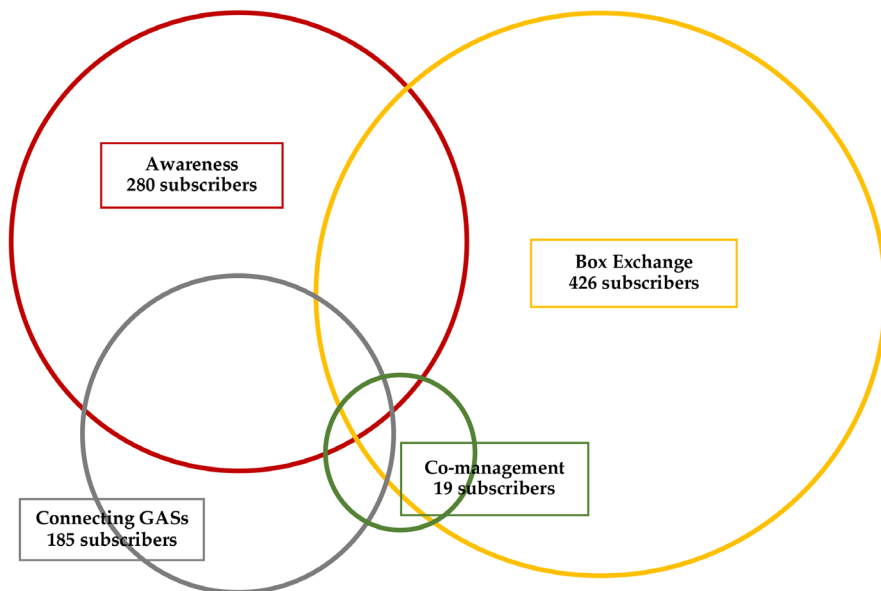 Awareness
280 subscribers
Box Exchange
426 subscribers
Co-management
19 subscribers
Connecting GASs
185 subscribers